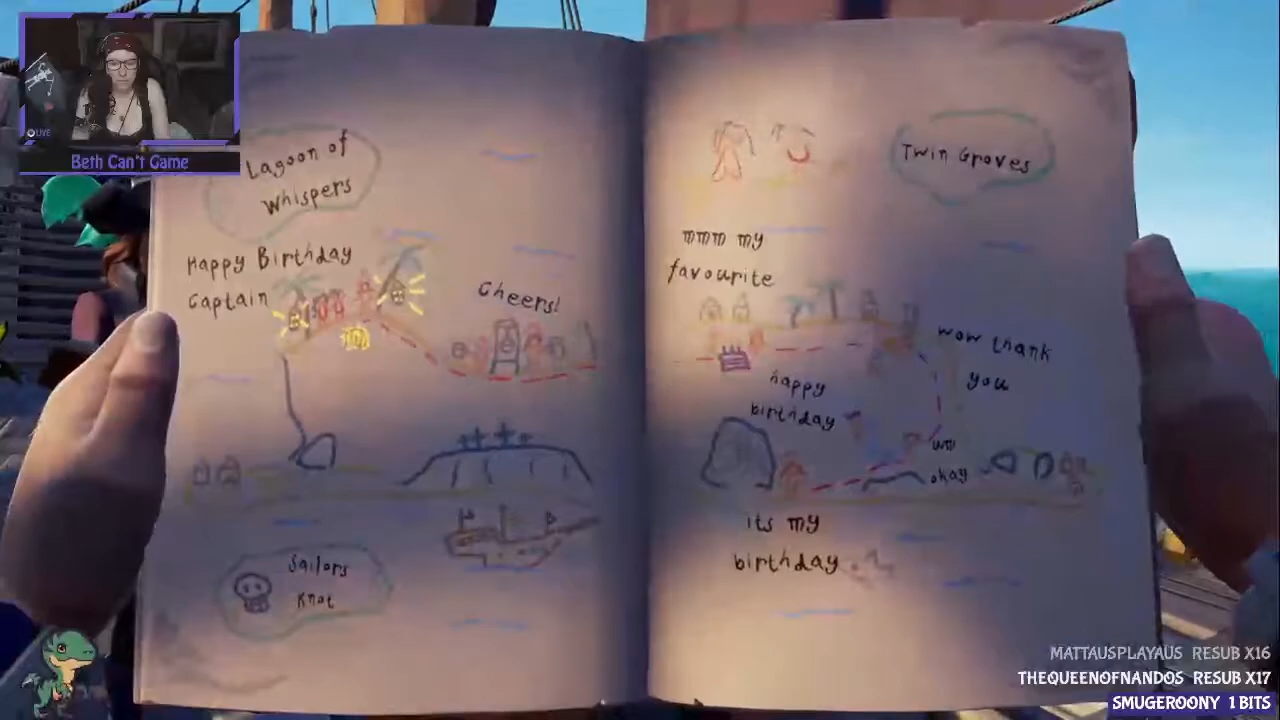 LIVE
Beth Can't Game
Lagoon of
Whispers
Happy Birthday
Captain
Cheers!
Sailors
Knot
Twin Groves
mmm my
favourite
wow thank
you
happy
birthday
okay
its my
birthday
MATTAUSPLAYAUS RESUB X16
THEQUEENOFNANDOS RESUB X17
SMUGEROONY 1 BITS